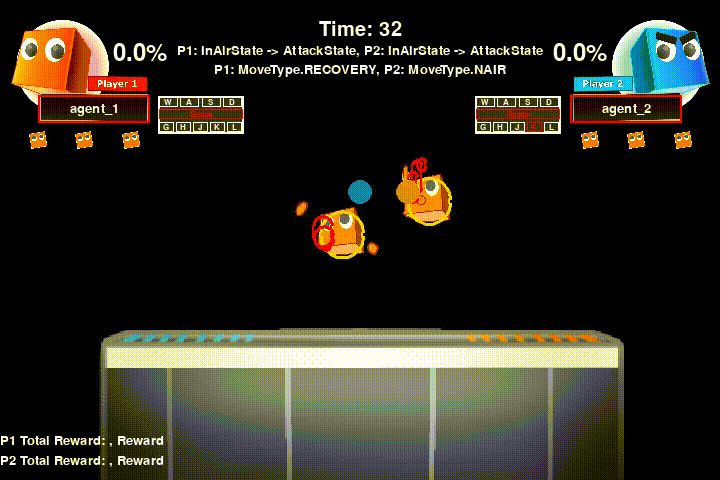 Time: 32
0.0%
P1: InAirState -> AttackState, P2: InAirState -> AttackState
0.0%
P1: MoveType.RECOVERY, P2: MoveType.NAIR
Player 1
Player 2
agent_1
agent_2
W A S D
G H J K L
W A S D
G H J K L
P1 Total Reward: , Reward
P2 Total Reward: , Reward